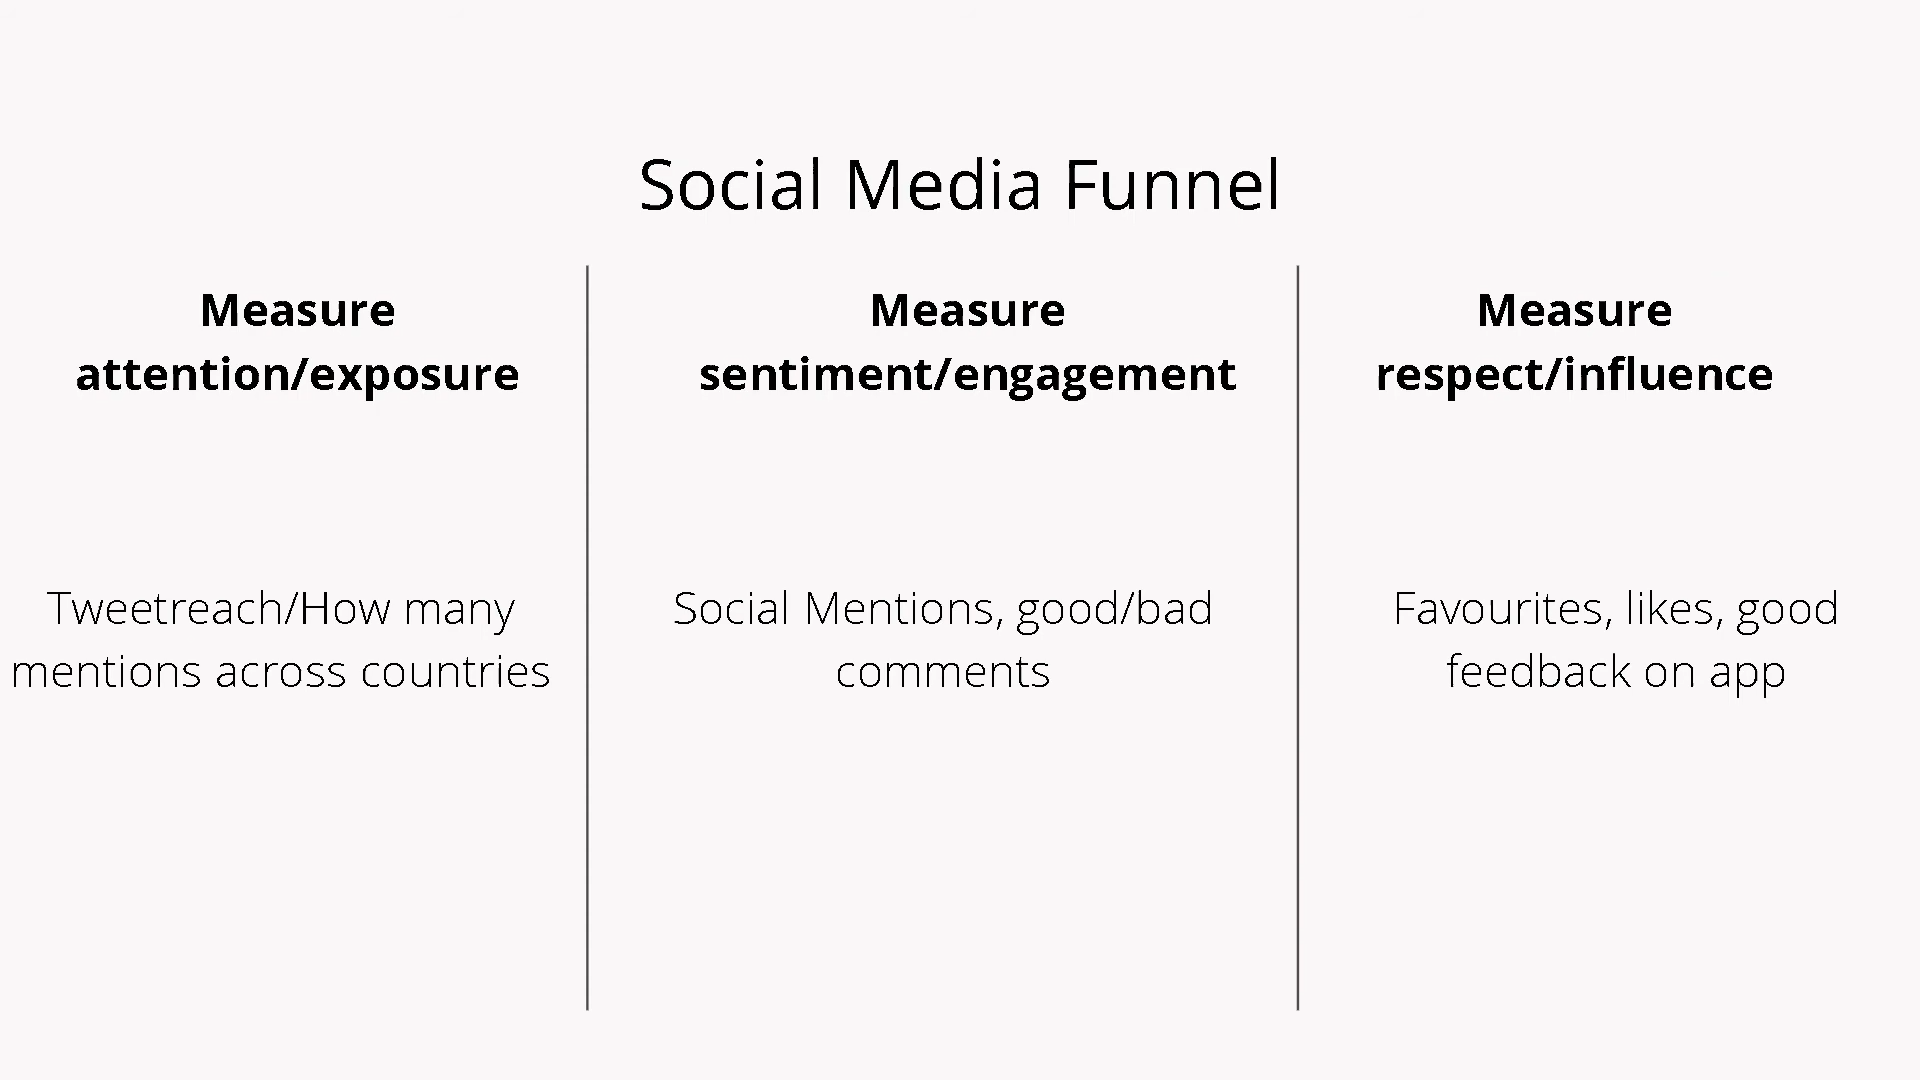 Social Media Funnel
Measure
attention/exposure
Tweetreach/How many
mentions across countries
Measure
sentiment/engagement
Social Mentions, good/bad
comments
Measure
respect/influence
Favourites, likes, good
feedback on app